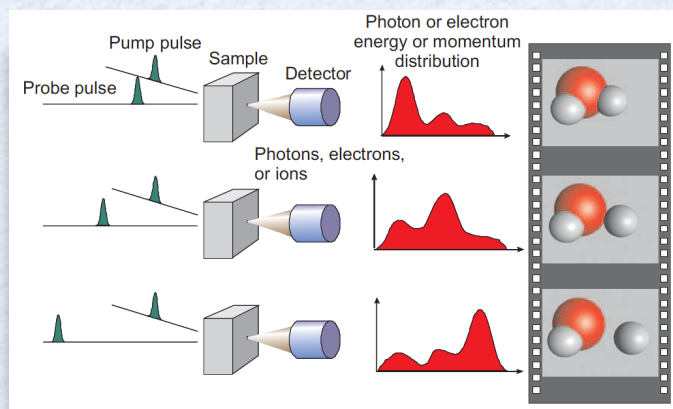 Photon or electron
energy or momentum
distribution
Pump pulse
Sample
Detector
Probe pulse
Photons, electrons,
or ions